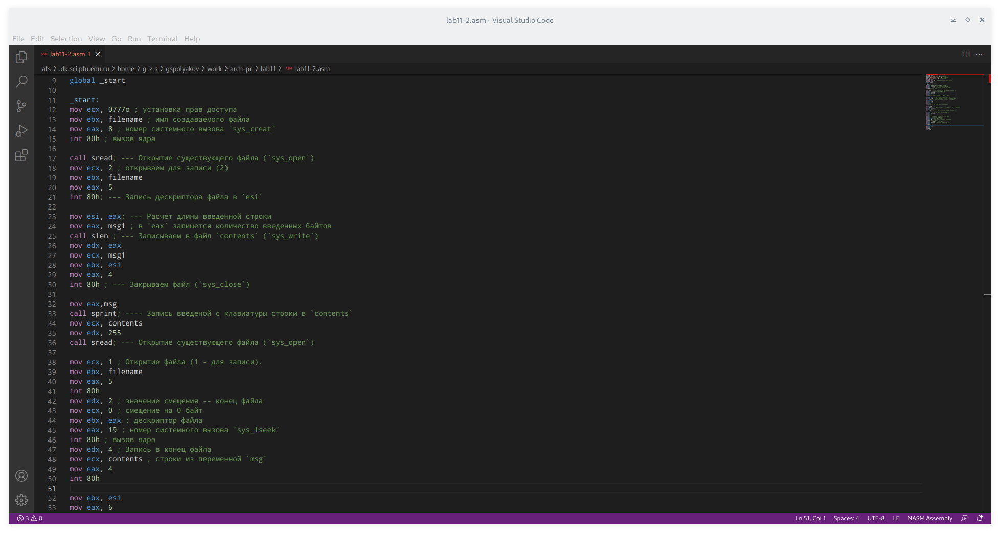 lab11-2.asm - Visual Studio Code
File Edit Selection View Go Run Terminal Help
ASM lab11-2.asm 1
afs > .dk.sci.pfu.edu.ru > home > g > s > gspolyakov > work > arch-pc > lab11 > ASM lab11-2.asm
9 global _start
10
11 _start:
12 mov ecx, 0777o ; установка прав доступа
13 mov ebx, filename ; имя создаваемого файла
14 mov eax, 8 ; номер системного вызова `sys_creat`
15 int 80h ; вызов ядра
16
17 call sread; --- Открытие существующего файла (`sys_open`)
18 mov ecx, 2 ; открываем для записи (2)
19 mov ebx, filename
20 mov eax, 5
21 int 80h; --- Запись дескриптора файла в `esi`
22
23 mov esi, eax; --- Расчет длины введенной строки
24 mov eax, msg1 ; в `eax` запишется количество введенных байтов
25 call slen ; --- Записываем в файл `contents` (`sys_write`)
26 mov edx, eax
27 mov ecx, msg1
28 mov ebx, esi
29 mov eax, 4
30 int 80h ; --- Закрываем файл (`sys_close`)
31
32 mov eax,msg
33 call sprint; ---- Запись введеной с клавиатуры строки в `contents`
34 mov ecx, contents
35 mov edx, 255
36 call sread; --- Открытие существующего файла (`sys_open`)
37
38 mov ecx, 1 ; Открытие файла (1 - для записи).
39 mov ebx, filename
40 mov eax, 5
41 int 80h
42 mov edx, 2 ; значение смещения -- конец файла
43 mov ecx, 0 ; смещение на 0 байт
44 mov ebx, eax ; дескриптор файла
45 mov eax, 19 ; номер системного вызова `sys_lseek`
46 int 80h ; вызов ядра
47 mov edx, 4 ; Запись в конец файла
48 mov ecx, contents ; строки из переменной `msg`
49 mov eax, 4
50 int 80h
51
52 mov ebx, esi
53 mov eax, 6
3 0 Ln 51, Col 1 Spaces: 4 UTF-8 LF NASM Assembly